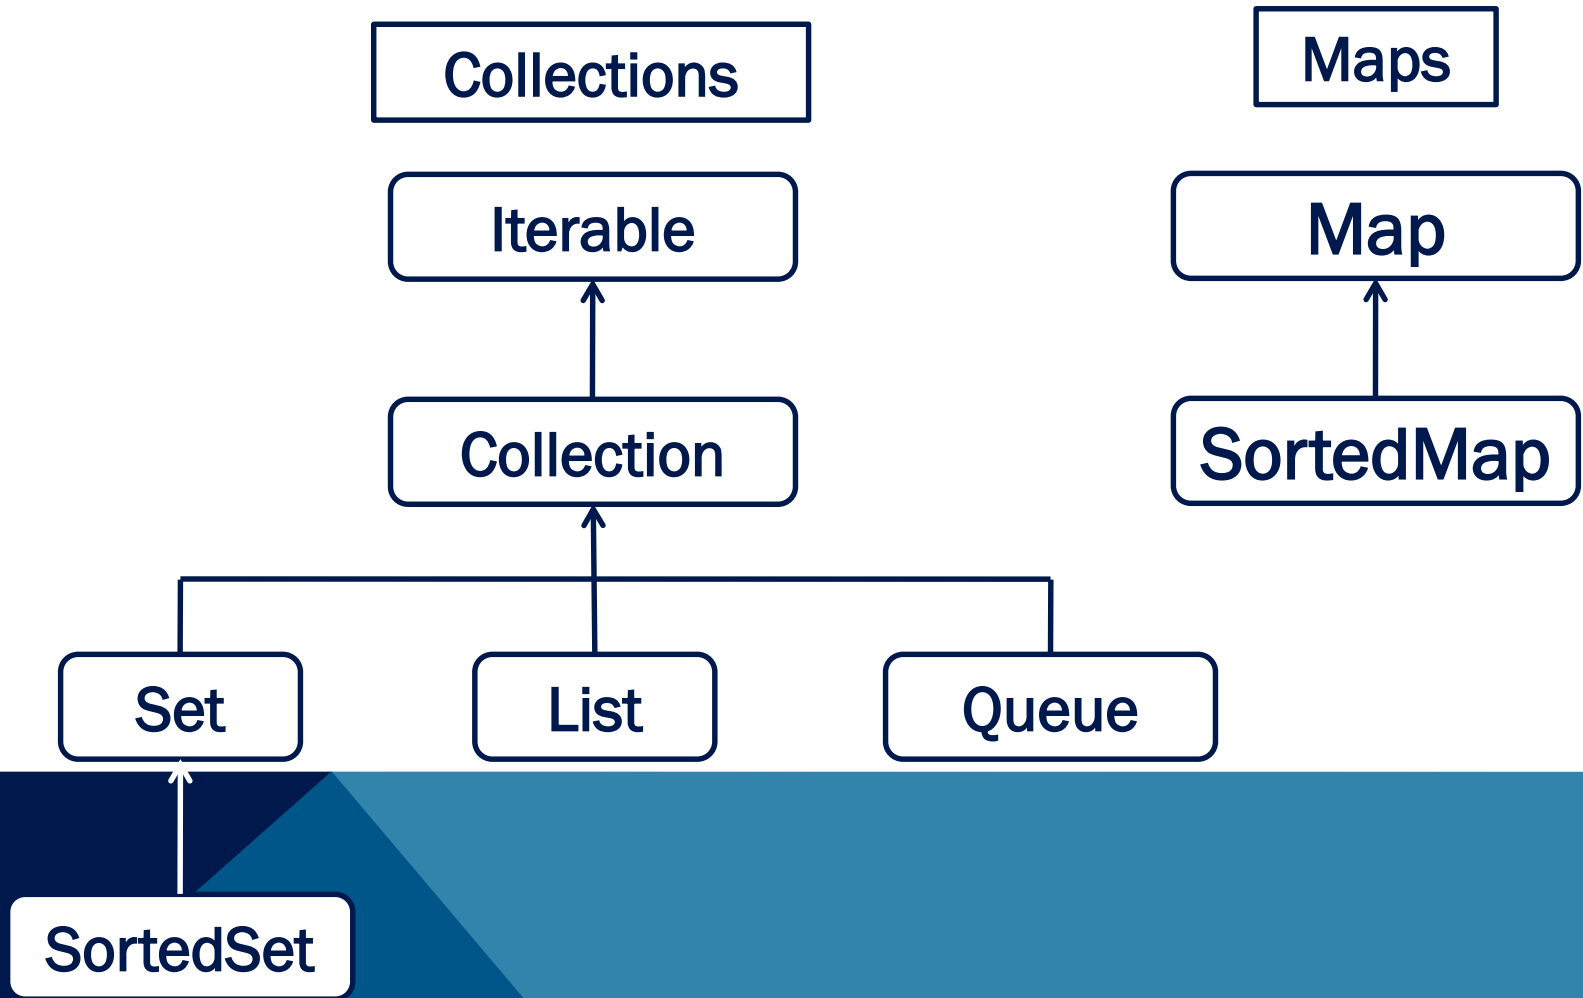 Collections
Maps
Iterable
Map
Collection
SortedMap
Set
List
Queue
SortedSet